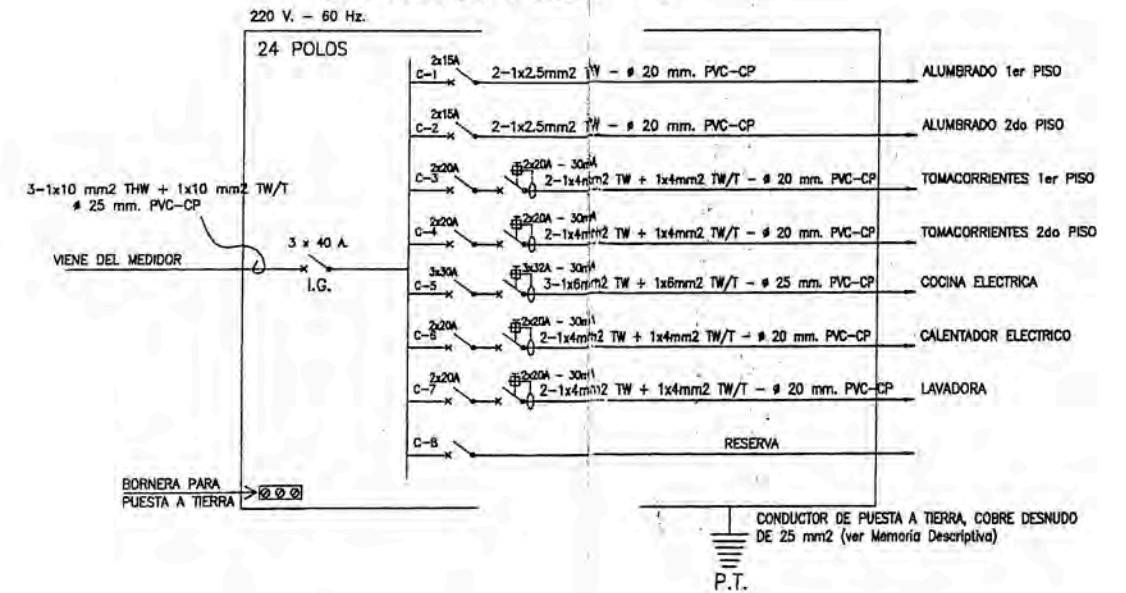 220 V. - 60 Hz.
24 POLOS
2x15A
C-1 2-1x2.5mm2 TW - ø 20 mm. PVC-CP ALUMBRADO 1er PISO
2x15A
C-2 2-1x2.5mm2 TW - ø 20 mm. PVC-CP ALUMBRADO 2do PISO
2x20A 2x20A - 30mA
C-3 2-1x4mm2 TW + 1x4mm2 TW/T - ø 20 mm. PVC-CP TOMACORRIENTES 1er PISO
3-1x10 mm2 THW + 1x10 mm2 TW/T
ø 25 mm. PVC-CP
2x20A 2x20A - 30mA
C-4 2-1x4mm2 TW + 1x4mm2 TW/T - ø 20 mm. PVC-CP TOMACORRIENTES 2do PISO
VIENE DEL MEDIDOR
3 x 40 A.
I.G.
3x30A 3x32A - 30mA
C-5 3-1x6mm2 TW + 1x6mm2 TW/T - ø 25 mm. PVC-CP COCINA ELECTRICA
2x20A 2x20A - 30mA
C-6 2-1x4mm2 TW + 1x4mm2 TW/T - ø 20 mm. PVC-CP CALENTADOR ELECTRICO
2x20A 2x20A - 30mA
C-7 2-1x4mm2 TW + 1x4mm2 TW/T - ø 20 mm. PVC-CP LAVADORA
C-8 RESERVA
BORNERA PARA
PUESTA A TIERRA
CONDUCTOR DE PUESTA A TIERRA, COBRE DESNUDO
DE 25 mm2 (ver Memoria Descriptiva)
P.T.